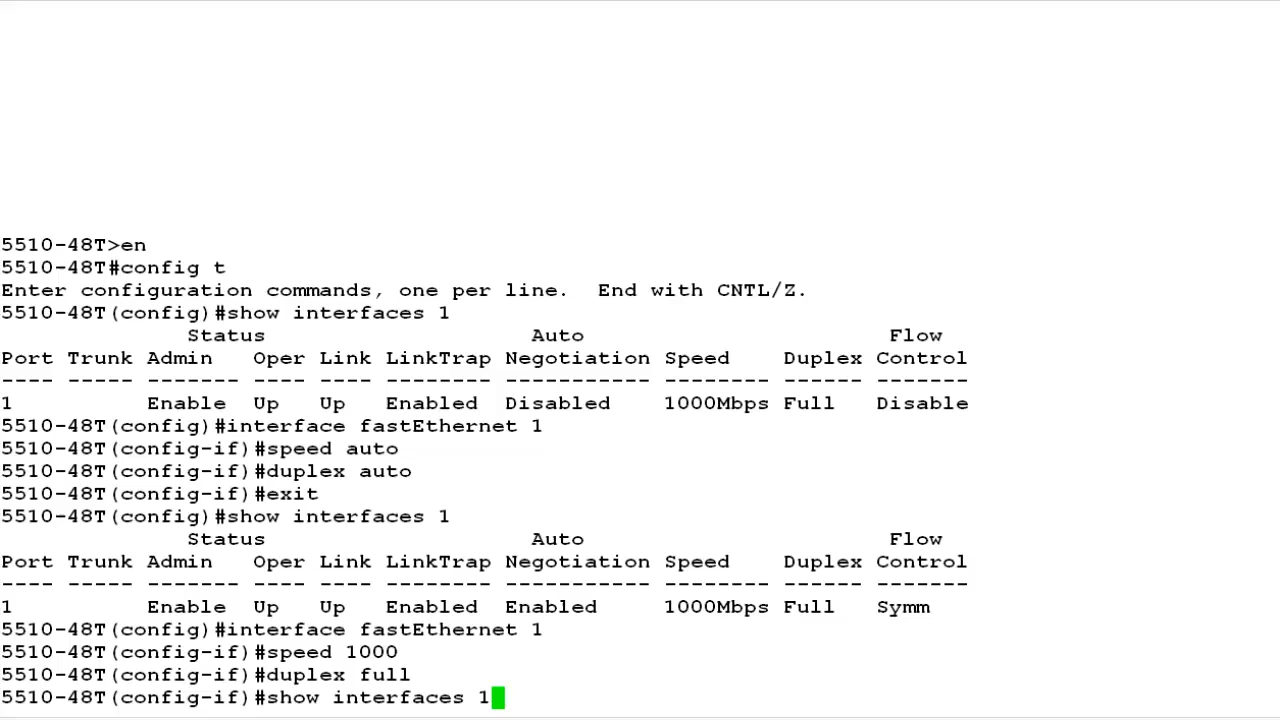 5510-48T>en
5510-48T#config t
Enter configuration commands, one per line.  End with CNTL/Z.
5510-48T(config)#show interfaces 1
              Status                    Auto                       Flow
Port Trunk Admin   Oper Link LinkTrap Negotiation Speed    Duplex Control
---- ----- ------- ---- ---- -------- ----------- -------- ------ -------
1          Enable  Up   Up   Enabled  Disabled    1000Mbps Full   Disable
5510-48T(config)#interface fastEthernet 1
5510-48T(config-if)#speed auto
5510-48T(config-if)#duplex auto
5510-48T(config-if)#exit
5510-48T(config)#show interfaces 1
              Status                    Auto                       Flow
Port Trunk Admin   Oper Link LinkTrap Negotiation Speed    Duplex Control
---- ----- ------- ---- ---- -------- ----------- -------- ------ -------
1          Enable  Up   Up   Enabled  Enabled     1000Mbps Full   Symm
5510-48T(config)#interface fastEthernet 1
5510-48T(config-if)#speed 1000
5510-48T(config-if)#duplex full
5510-48T(config-if)#show interfaces 1